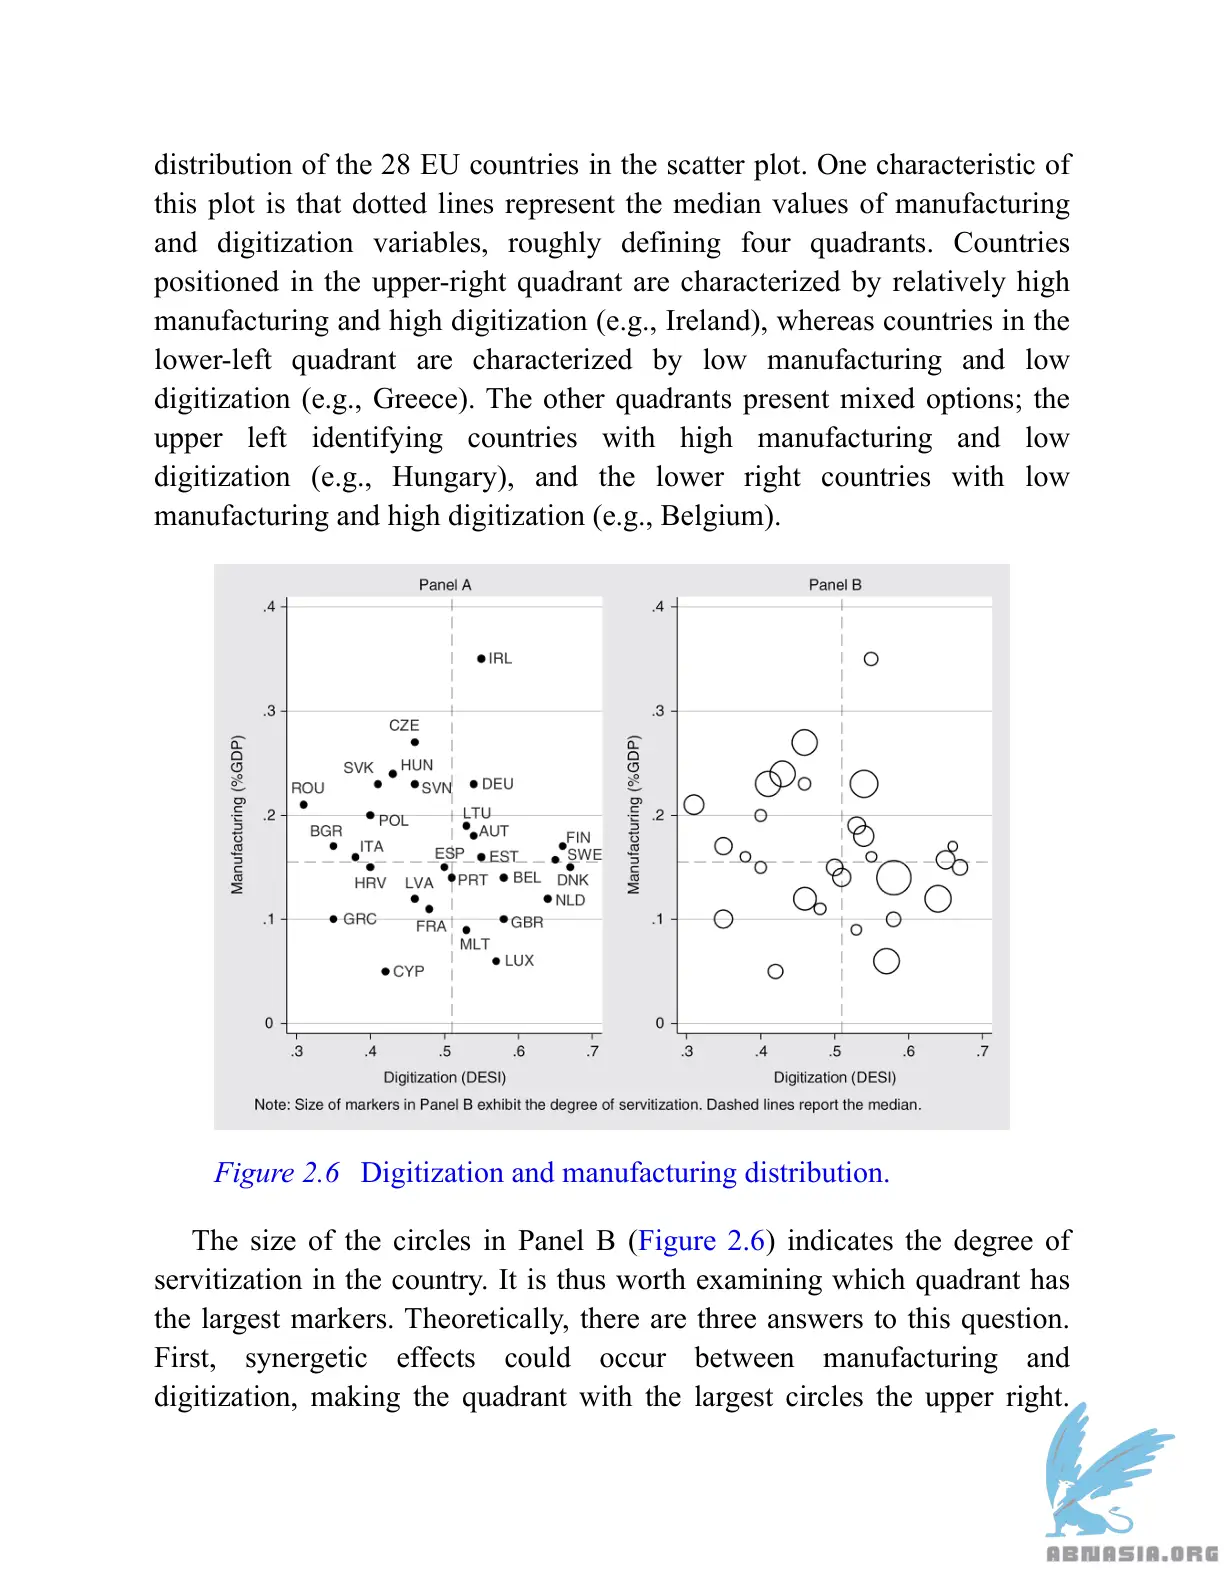 distribution of the 28 EU countries in the scatter plot. One characteristic of
this plot is that dotted lines represent the median values of manufacturing
and digitization variables, roughly defining four quadrants. Countries
positioned in the upper-right quadrant are characterized by relatively high
manufacturing and high digitization (e.g., Ireland), whereas countries in the
lower-left quadrant are characterized by low manufacturing and low
digitization (e.g., Greece). The other quadrants present mixed options; the
upper left identifying countries with high manufacturing and low
digitization (e.g., Hungary), and the lower right countries with low
manufacturing and high digitization (e.g., Belgium).
Panel A
Manufacturing (%GDP)
.4
.3
.2
.1
0
IRL
CZE
SVK
HUN
ROU
SVN
DEU
LTU
POL
BGR
AUT
FIN
ITA
ESP
EST
SWE
HRV
LVA
PRT
BEL
DNK
NLD
GRC
FRA
GBR
MLT
LUX
CYP
.3 .4 .5 .6 .7
Digitization (DESI)
Panel B
Manufacturing (%GDP)
.4
.3
.2
.1
0
.3 .4 .5 .6 .7
Digitization (DESI)
Note: Size of markers in Panel B exhibit the degree of servitization. Dashed lines report the median.
Figure 2.6 Digitization and manufacturing distribution.
The size of the circles in Panel B (Figure 2.6) indicates the degree of
servitization in the country. It is thus worth examining which quadrant has
the largest markers. Theoretically, there are three answers to this question.
First, synergetic effects could occur between manufacturing and
digitization, making the quadrant with the largest circles the upper right.
ABNASIA.ORG